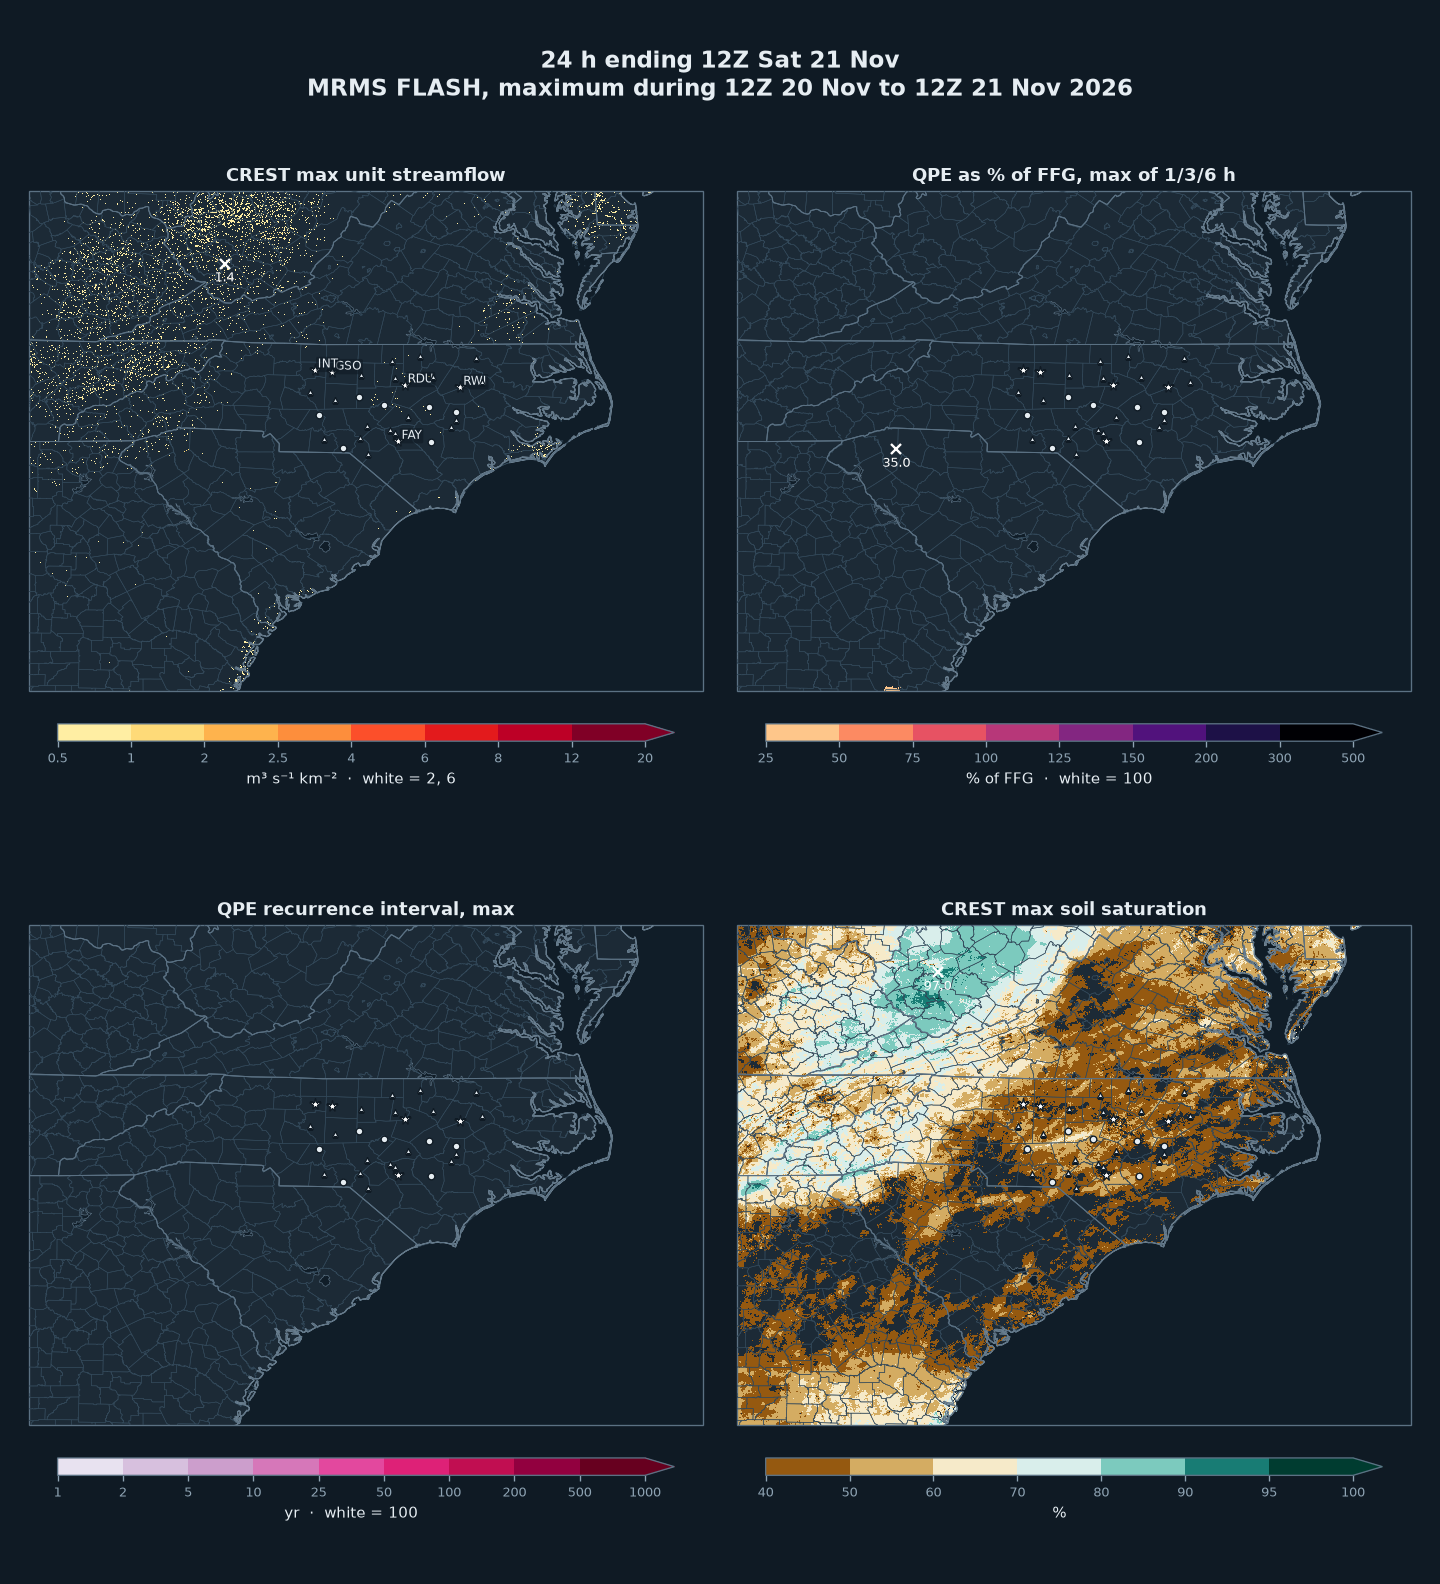 24 h ending 12Z Sat 21 Nov
MRMS FLASH, maximum during 12Z 20 Nov to 12Z 21 Nov 2026
CREST max unit streamflow
1.4
INT
GSO
RDU
RWI
FAY
0.5 1 2 2.5 4 6 8 12 20
m³ s⁻¹ km⁻² · white = 2, 6
QPE as % of FFG, max of 1/3/6 h
35.0
25 50 75 100 125 150 200 300 500
% of FFG · white = 100
QPE recurrence interval, max
1 2 5 10 25 50 100 200 500 1000
yr · white = 100
CREST max soil saturation
97.0
40 50 60 70 80 90 95 100
%